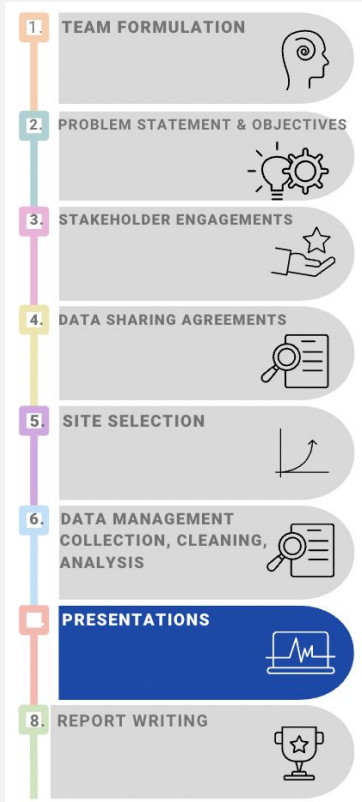 1. TEAM FORMULATION
2. PROBLEM STATEMENT & OBJECTIVES
3. STAKEHOLDER ENGAGEMENTS
4. DATA SHARING AGREEMENTS
5. SITE SELECTION
6. DATA MANAGEMENT
COLLECTION, CLEANING,
ANALYSIS
PRESENTATIONS
8. REPORT WRITING